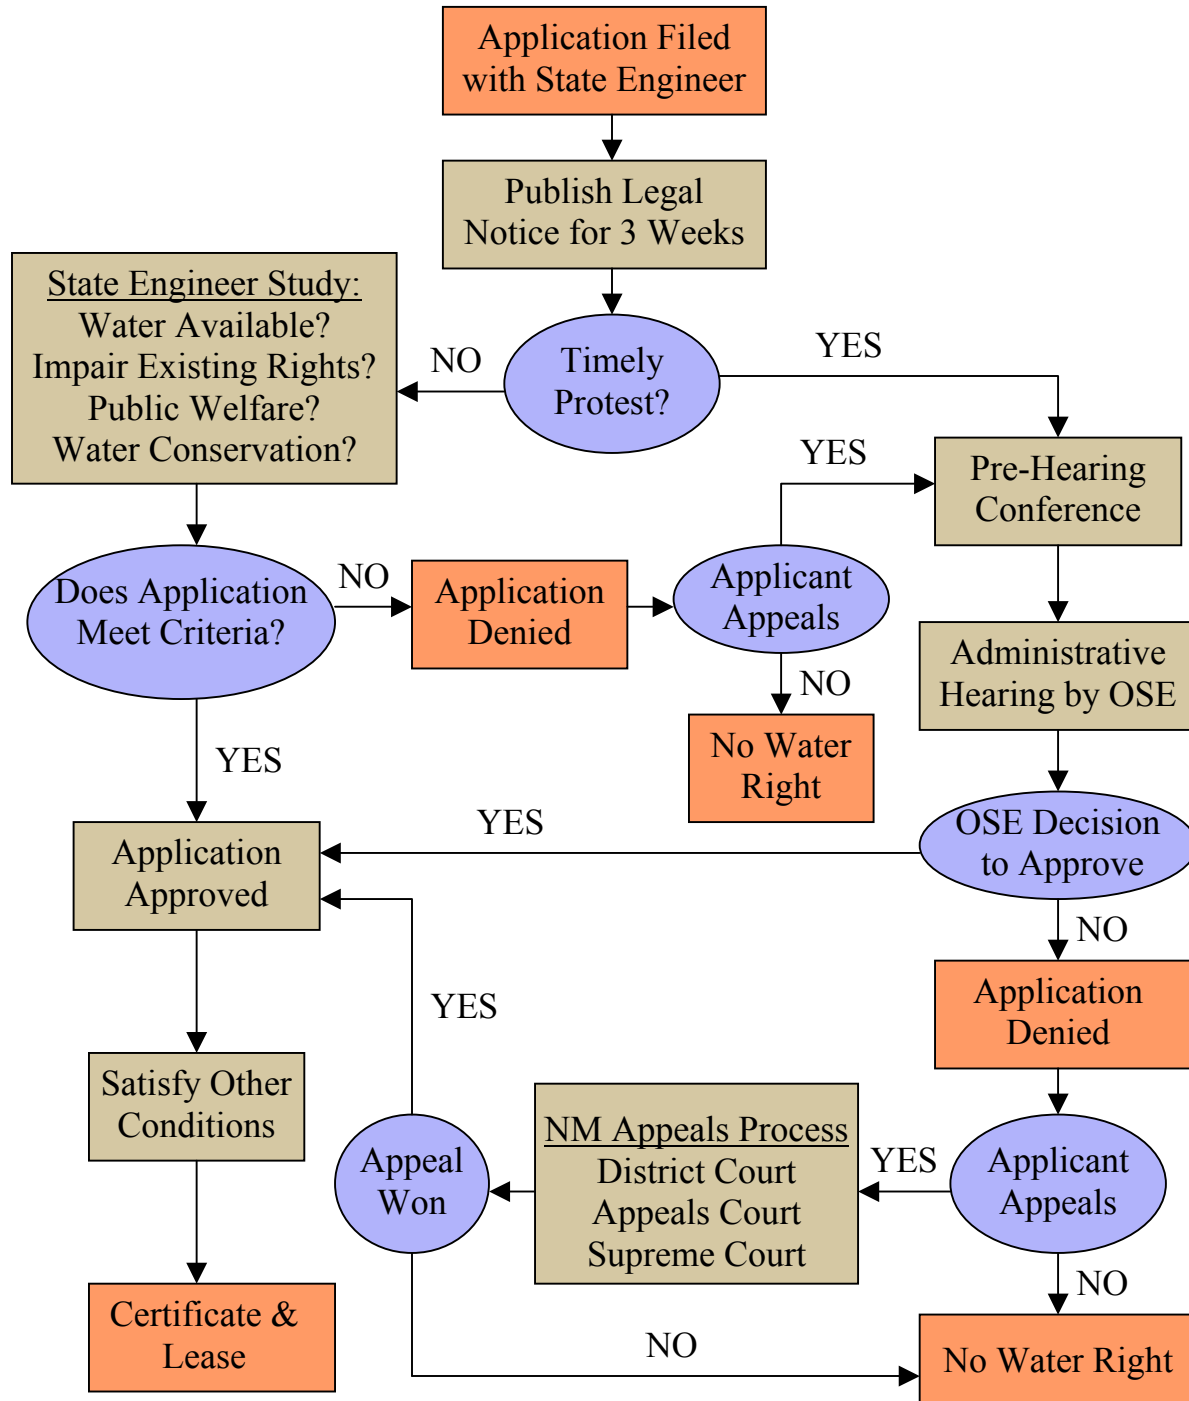 Application Filed
with State Engineer
Publish Legal
Notice for 3 Weeks
State Engineer Study:
Water Available?
Impair Existing Rights?
Public Welfare?
Water Conservation?
NO
Timely
Protest?
YES
YES
Pre-Hearing
Conference
Does Application
Meet Criteria?
NO
Application
Denied
Applicant
Appeals
NO
No Water
Right
Administrative
Hearing by OSE
YES
YES
OSE Decision
to Approve
Application
Approved
NO
Application
Denied
YES
Satisfy Other
Conditions
Appeal
Won
NM Appeals Process
District Court
Appeals Court
Supreme Court
YES
Applicant
Appeals
NO
Certificate &
Lease
NO
No Water Right